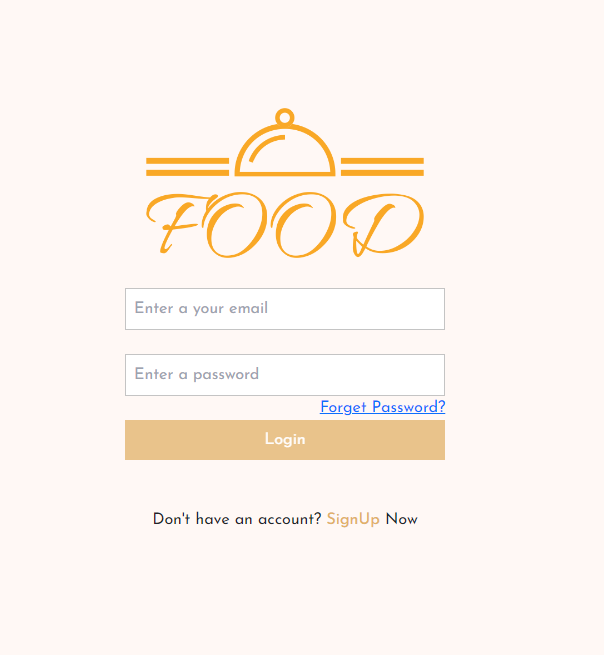 FOOD
Enter a your email
Enter a password
Forget Password?
Login
Don't have an account? SignUp Now